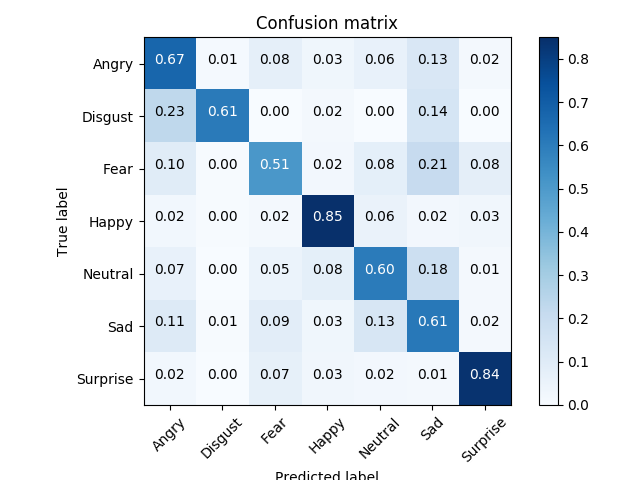 Confusion matrix
Angry 0.67 0.01 0.08 0.03 0.06 0.13 0.02
Disgust 0.23 0.61 0.00 0.02 0.00 0.14 0.00
Fear 0.10 0.00 0.51 0.02 0.08 0.21 0.08
Happy 0.02 0.00 0.02 0.85 0.06 0.02 0.03
Neutral 0.07 0.00 0.05 0.08 0.60 0.18 0.01
Sad 0.11 0.01 0.09 0.03 0.13 0.61 0.02
Surprise 0.02 0.00 0.07 0.03 0.02 0.01 0.84
Angry Disgust Fear Happy Neutral Sad Surprise
Predicted label
True label
0.8
0.7
0.6
0.5
0.4
0.3
0.2
0.1
0.0